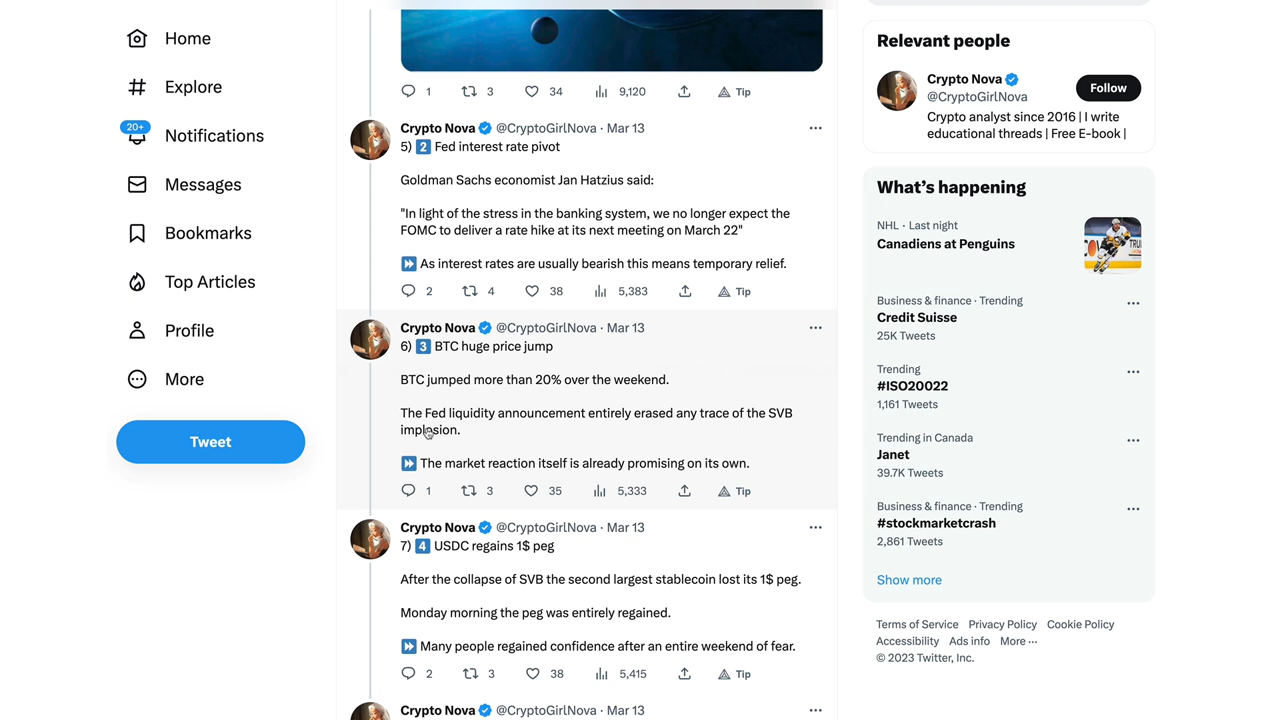 Home
Explore
20+
Notifications
Messages
Bookmarks
Top Articles
Profile
More
Tweet
1 3 34 9,120 Tip
Crypto Nova @CryptoGirlNova · Mar 13
5) 2 Fed interest rate pivot
Goldman Sachs economist Jan Hatzius said:
"In light of the stress in the banking system, we no longer expect the
FOMC to deliver a rate hike at its next meeting on March 22"
⏩ As interest rates are usually bearish this means temporary relief.
2 4 38 5,383 Tip
Crypto Nova @CryptoGirlNova · Mar 13
6) 3 BTC huge price jump
BTC jumped more than 20% over the weekend.
The Fed liquidity announcement entirely erased any trace of the SVB
implosion.
⏩ The market reaction itself is already promising on its own.
1 3 35 5,333 Tip
Crypto Nova @CryptoGirlNova · Mar 13
7) 4 USDC regains 1$ peg
After the collapse of SVB the second largest stablecoin lost its 1$ peg.
Monday morning the peg was entirely regained.
⏩ Many people regained confidence after an entire weekend of fear.
2 3 38 5,415 Tip
Crypto Nova @CryptoGirlNova · Mar 13
Relevant people
Crypto Nova
@CryptoGirlNova
Follow
Crypto analyst since 2016 | I write
educational threads | Free E-book |
What's happening
NHL · Last night
Canadiens at Penguins
Business & finance · Trending
Credit Suisse
25K Tweets
Trending
#ISO20022
1,161 Tweets
Trending in Canada
Janet
39.7K Tweets
Business & finance · Trending
#stockmarketcrash
2,861 Tweets
Show more
Terms of Service Privacy Policy Cookie Policy
Accessibility Ads info More ···
© 2023 Twitter, Inc.